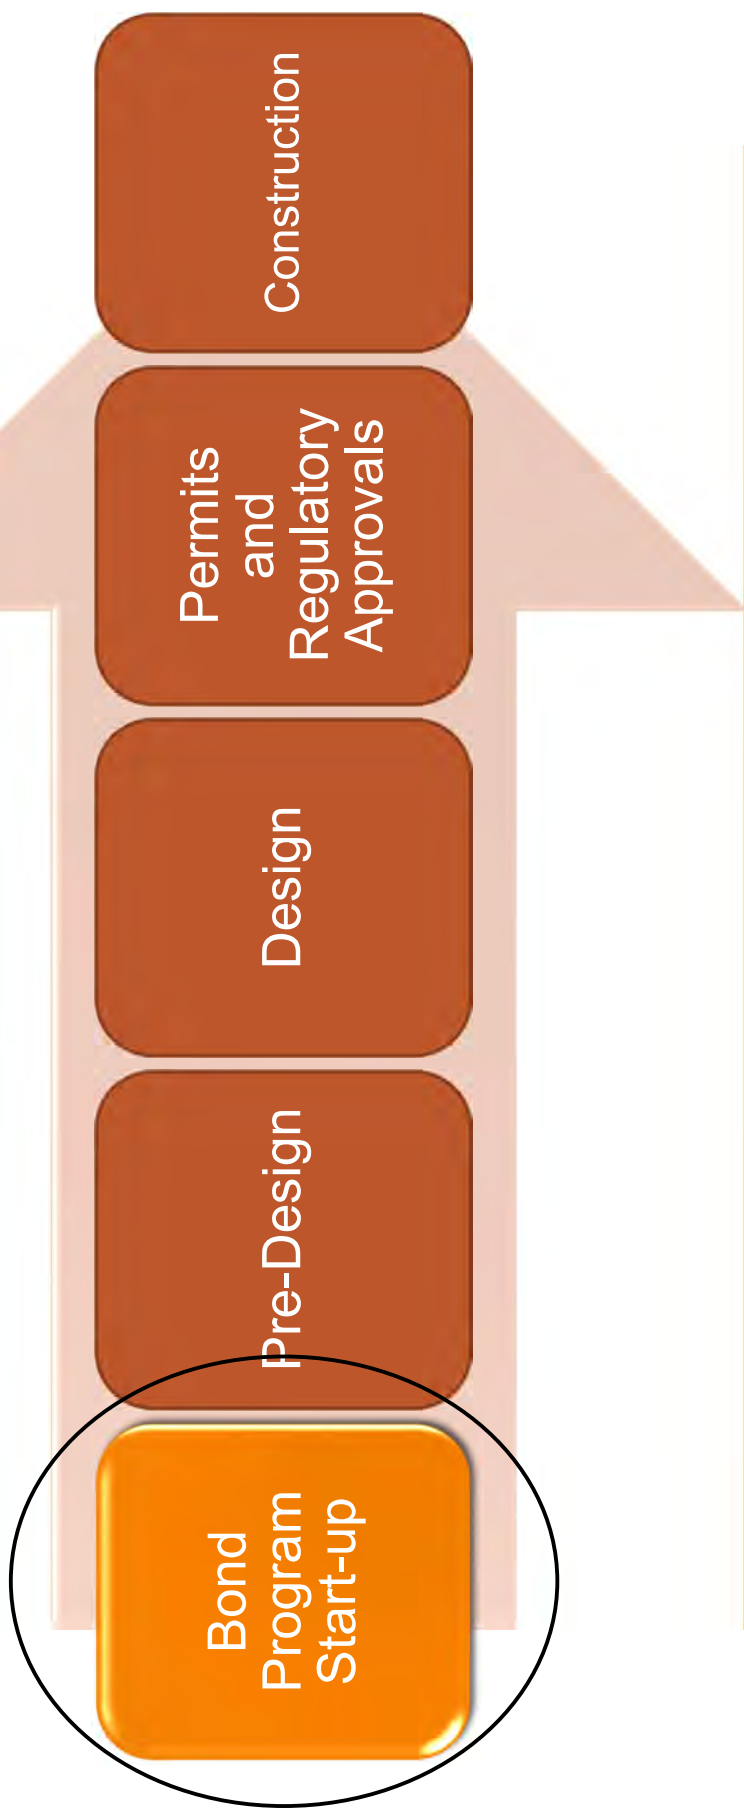 Bond
Program
Start-up
Pre-Design
Design
Permits
and
Regulatory
Approvals
Construction